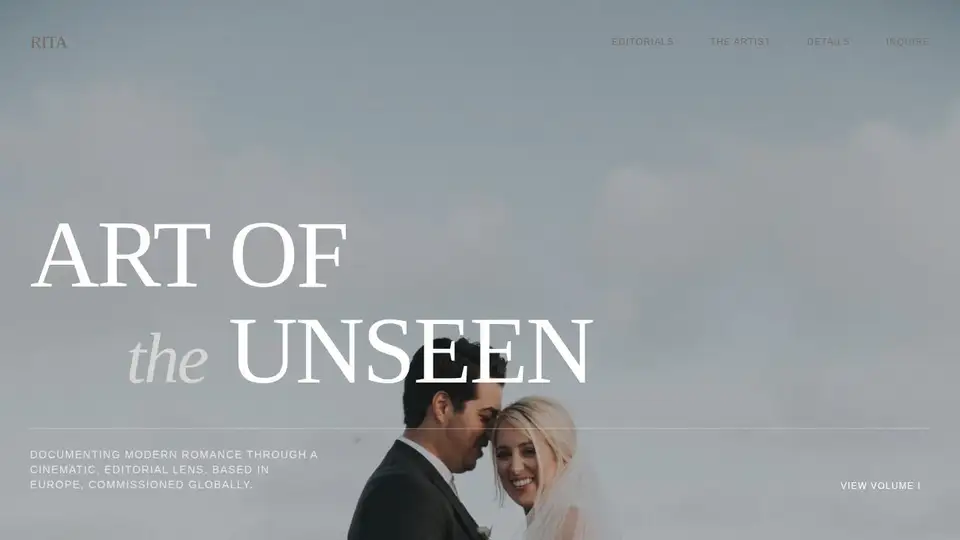 RITA
EDITORIALS THE ARTIST DETAILS INQUIRE
ART OF
the UNSEEN
DOCUMENTING MODERN ROMANCE THROUGH A
CINEMATIC, EDITORIAL LENS. BASED IN
EUROPE, COMMISSIONED GLOBALLY.
VIEW VOLUME I